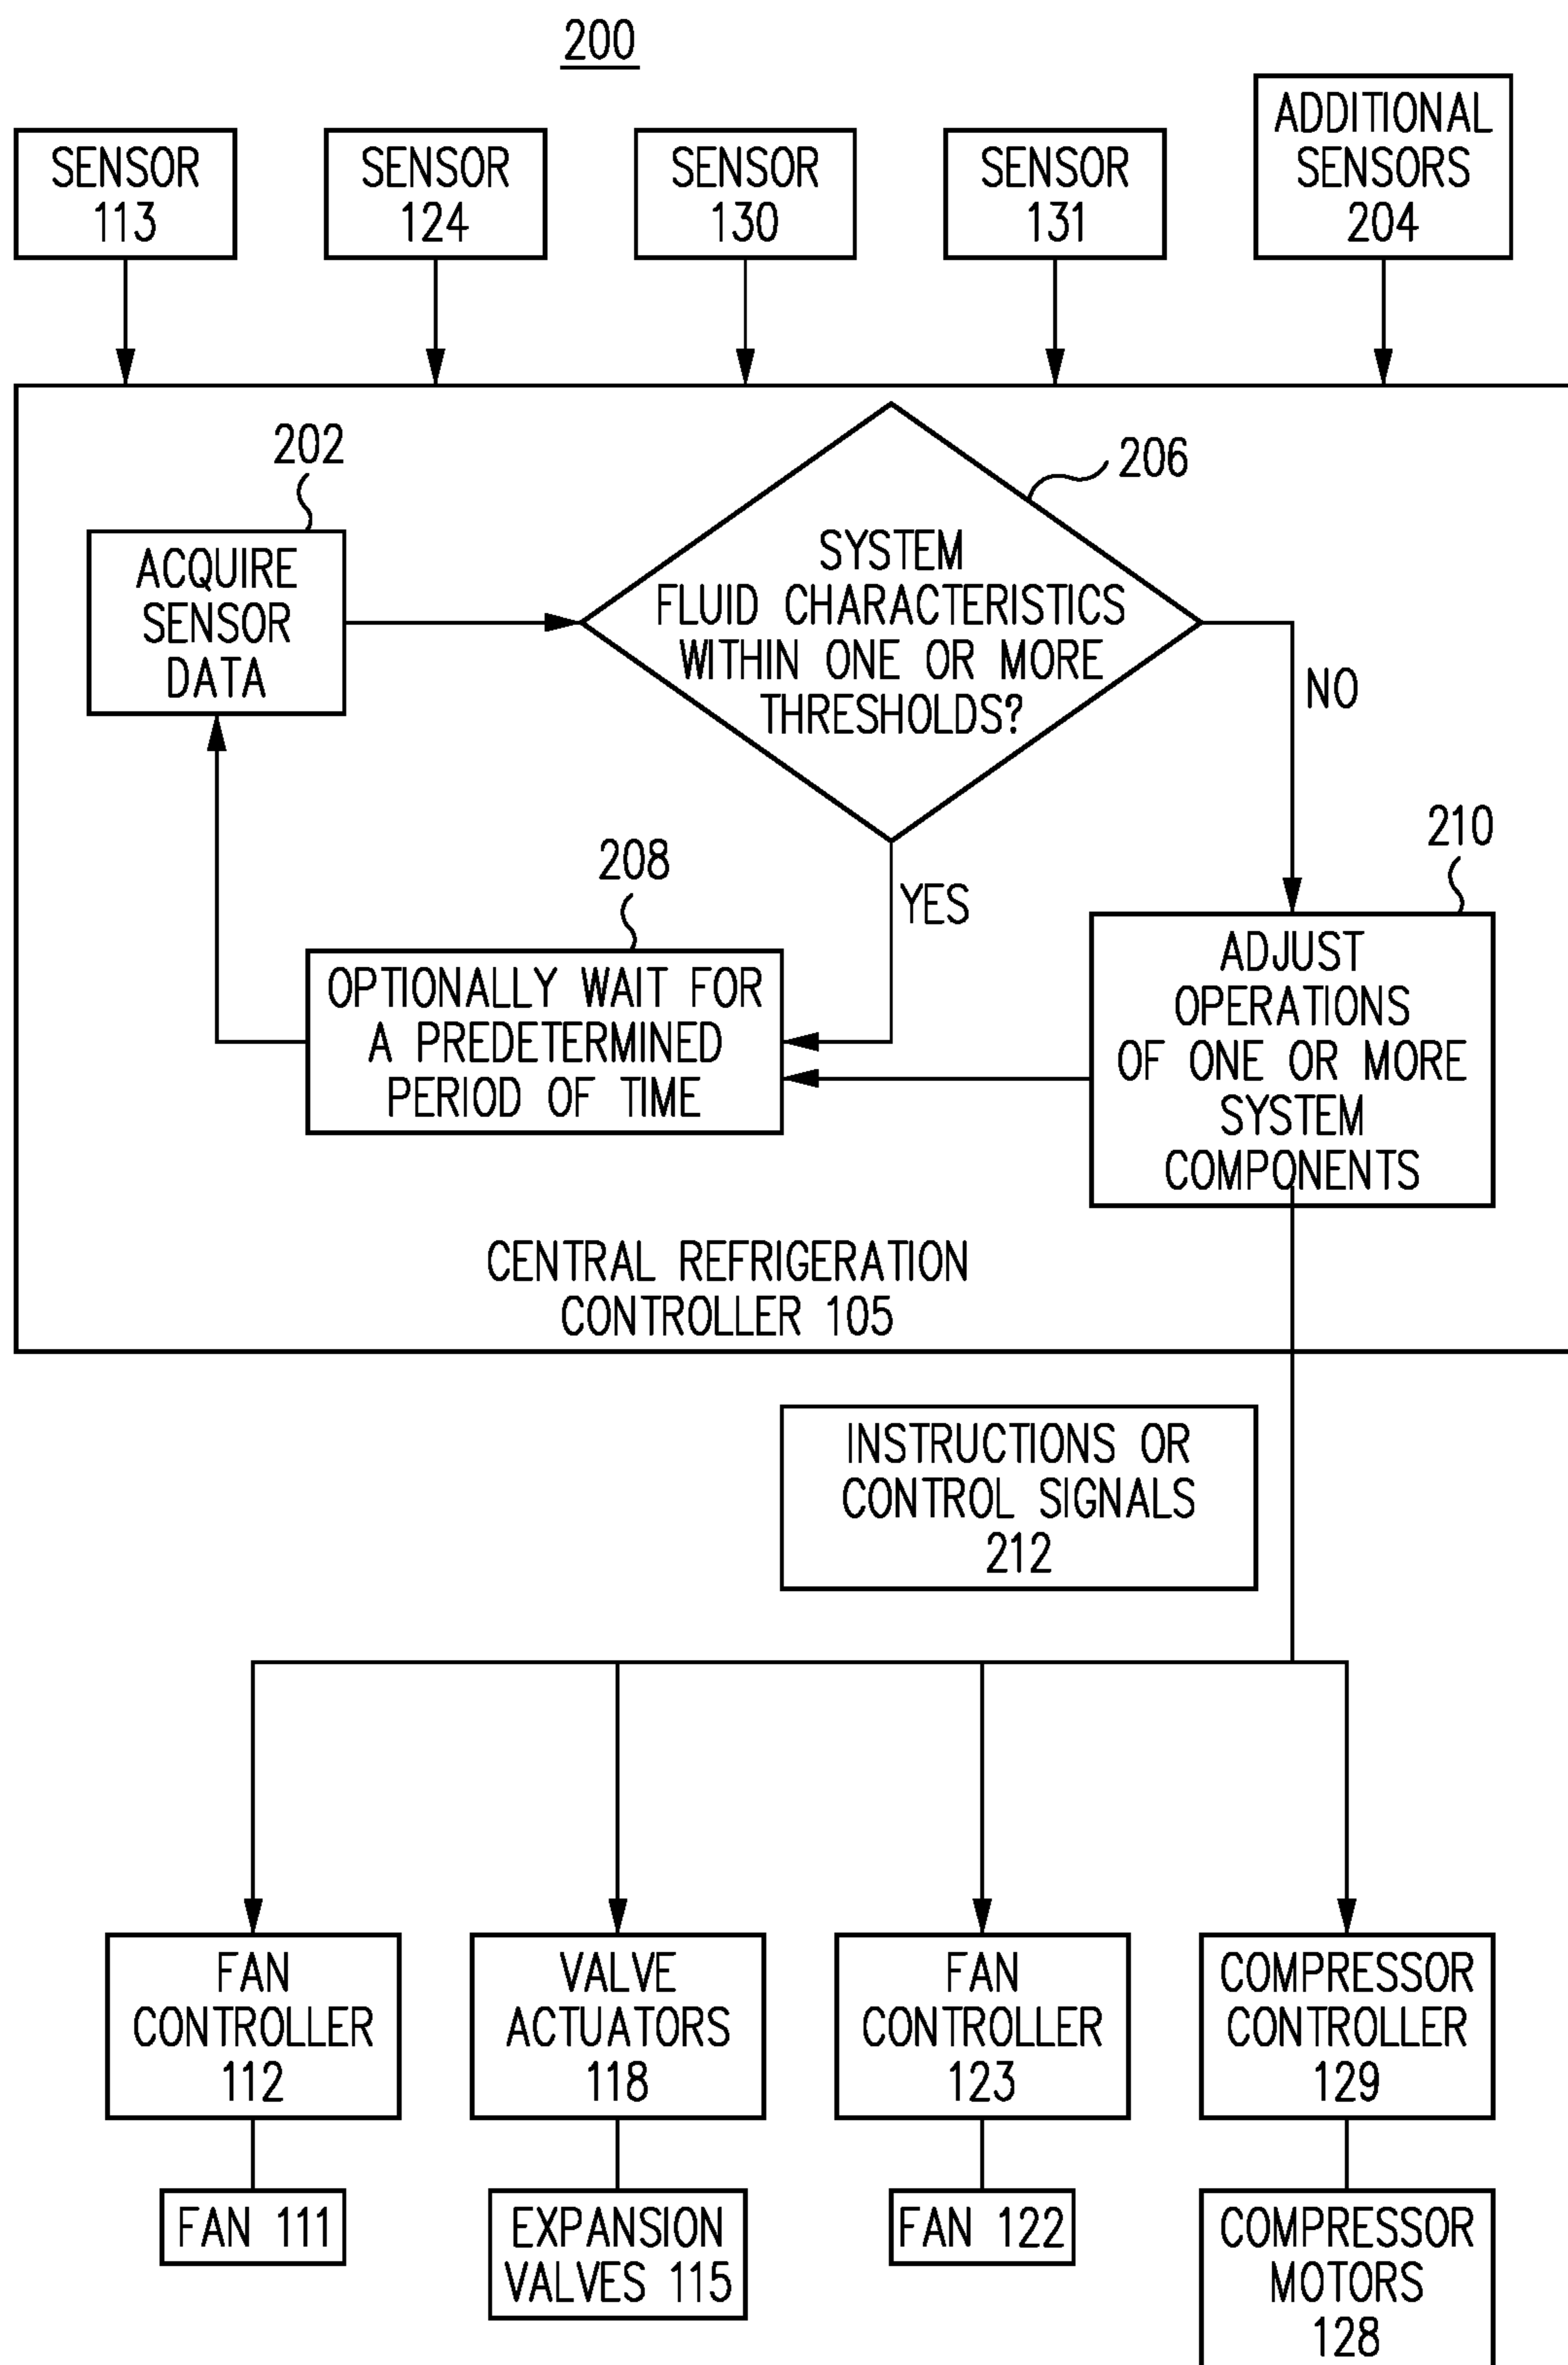 200
SENSOR
113
SENSOR
124
SENSOR
130
SENSOR
131
ADDITIONAL
SENSORS
204
202
ACQUIRE
SENSOR
DATA
206
SYSTEM
FLUID CHARACTERISTICS
WITHIN ONE OR MORE
THRESHOLDS?
NO
YES
208
OPTIONALLY WAIT FOR
A PREDETERMINED
PERIOD OF TIME
210
ADJUST
OPERATIONS
OF ONE OR MORE
SYSTEM
COMPONENTS
CENTRAL REFRIGERATION
CONTROLLER 105
INSTRUCTIONS OR
CONTROL SIGNALS
212
FAN
CONTROLLER
112
VALVE
ACTUATORS
118
FAN
CONTROLLER
123
COMPRESSOR
CONTROLLER
129
FAN 111
EXPANSION
VALVES 115
FAN 122
COMPRESSOR
MOTORS
128